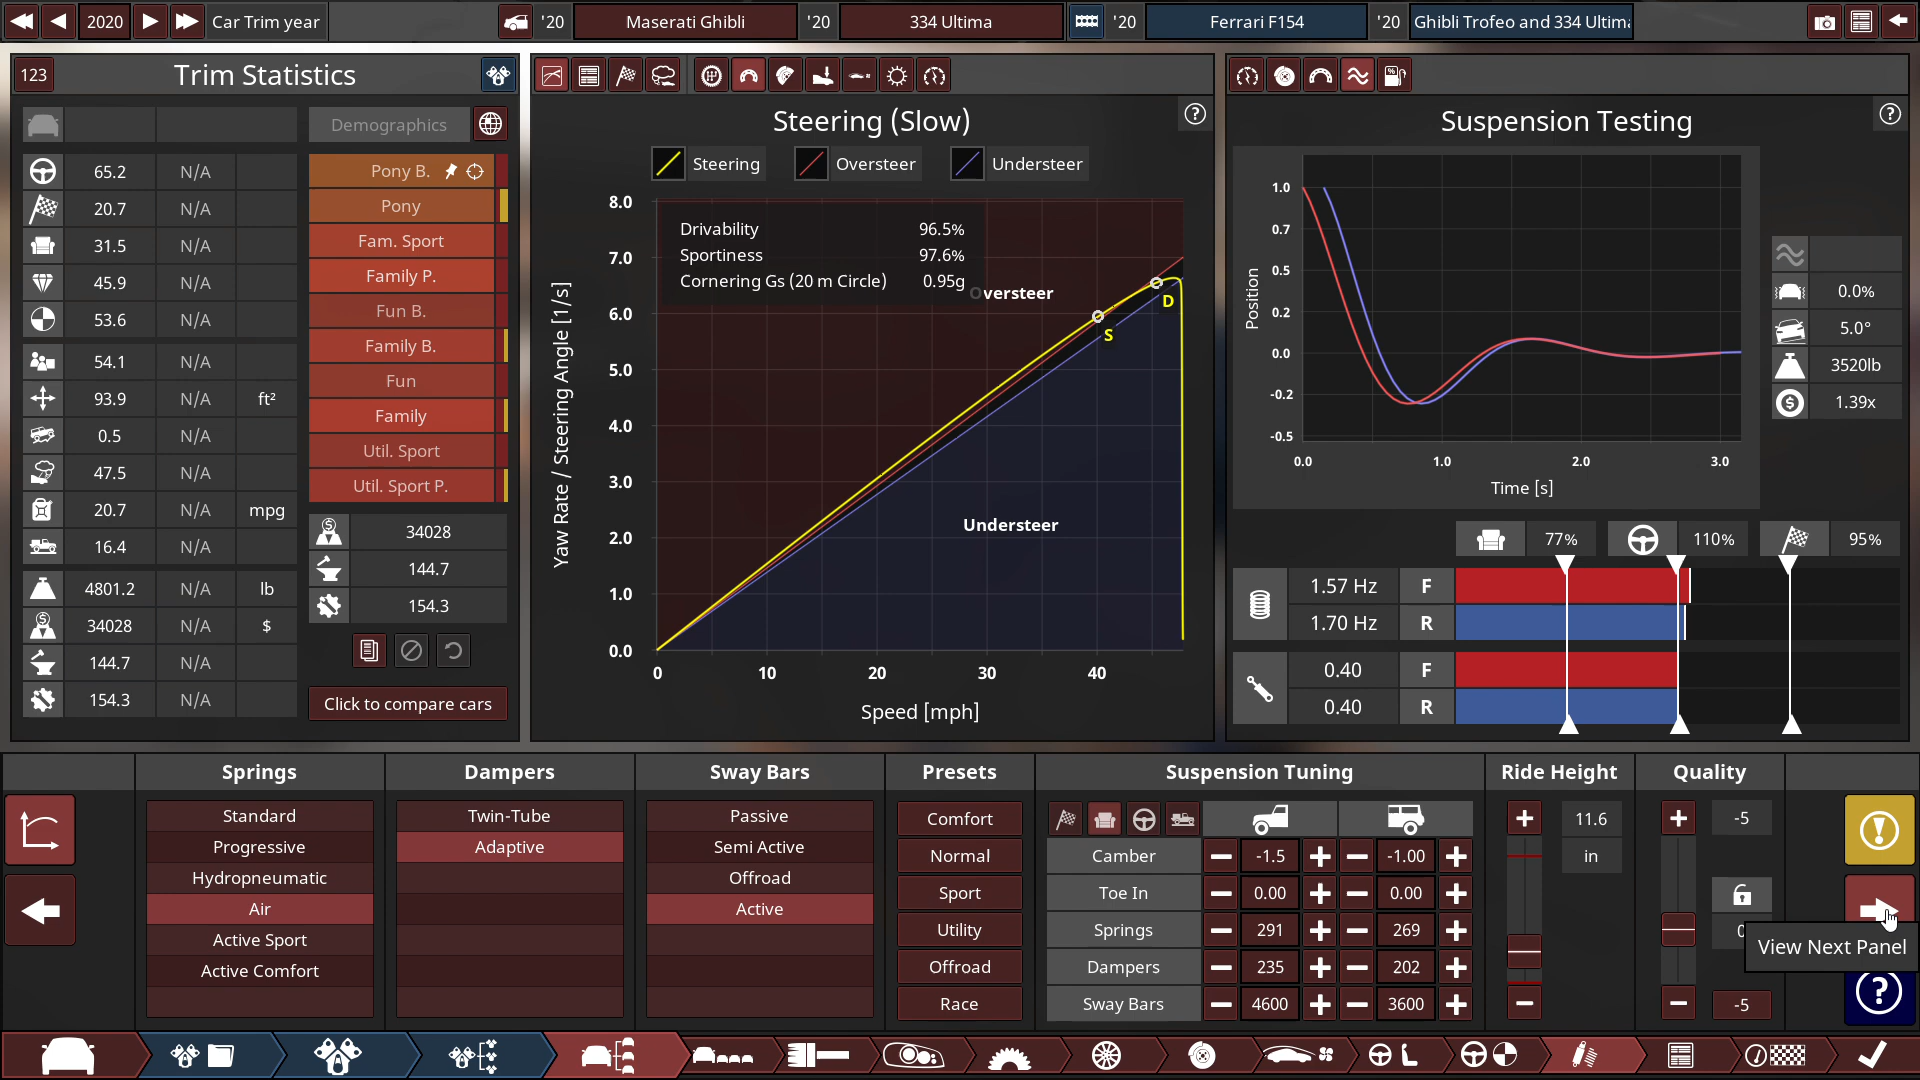 2020 Car Trim year '20 Maserati Ghibli '20 334 Ultima '20 Ferrari F154 '20 Ghibli Trofeo and 334 Ultima
123 Trim Statistics
Demographics
65.2 N/A
20.7 N/A
31.5 N/A
45.9 N/A
53.6 N/A
54.1 N/A
93.9 N/A ft²
0.5 N/A
47.5 N/A
20.7 N/A mpg
16.4 N/A
4801.2 N/A lb
34028 N/A $
144.7 N/A
154.3 N/A
Pony B.
Pony
Fam. Sport
Family P.
Fun B.
Family B.
Fun
Family
Util. Sport
Util. Sport P.
34028
144.7
154.3
Click to compare cars
Steering (Slow)
?
Steering Oversteer Understeer
Drivability 96.5%
Sportiness 97.6%
Cornering Gs (20 m Circle) 0.95g
Oversteer
D
S
Understeer
Yaw Rate / Steering Angle [1/s]
8.0
7.0
6.0
5.0
4.0
3.0
2.0
1.0
0.0
0 10 20 30 40
Speed [mph]
Suspension Testing
?
Position
1.0
0.7
0.5
0.2
0.0
-0.2
-0.5
0.0 1.0 2.0 3.0
Time [s]
0.0%
5.0°
3520lb
1.39x
77% 110% 95%
1.57 Hz F
1.70 Hz R
0.40 F
0.40 R
Springs
Standard
Progressive
Hydropneumatic
Air
Active Sport
Active Comfort
Dampers
Twin-Tube
Adaptive
Sway Bars
Passive
Semi Active
Offroad
Active
Presets
Comfort
Normal
Sport
Utility
Offroad
Race
Suspension Tuning
Camber -1.5 -1.00
Toe In 0.00 0.00
Springs 291 269
Dampers 235 202
Sway Bars 4600 3600
Ride Height
11.6
in
Quality
-5
-5
View Next Panel
?